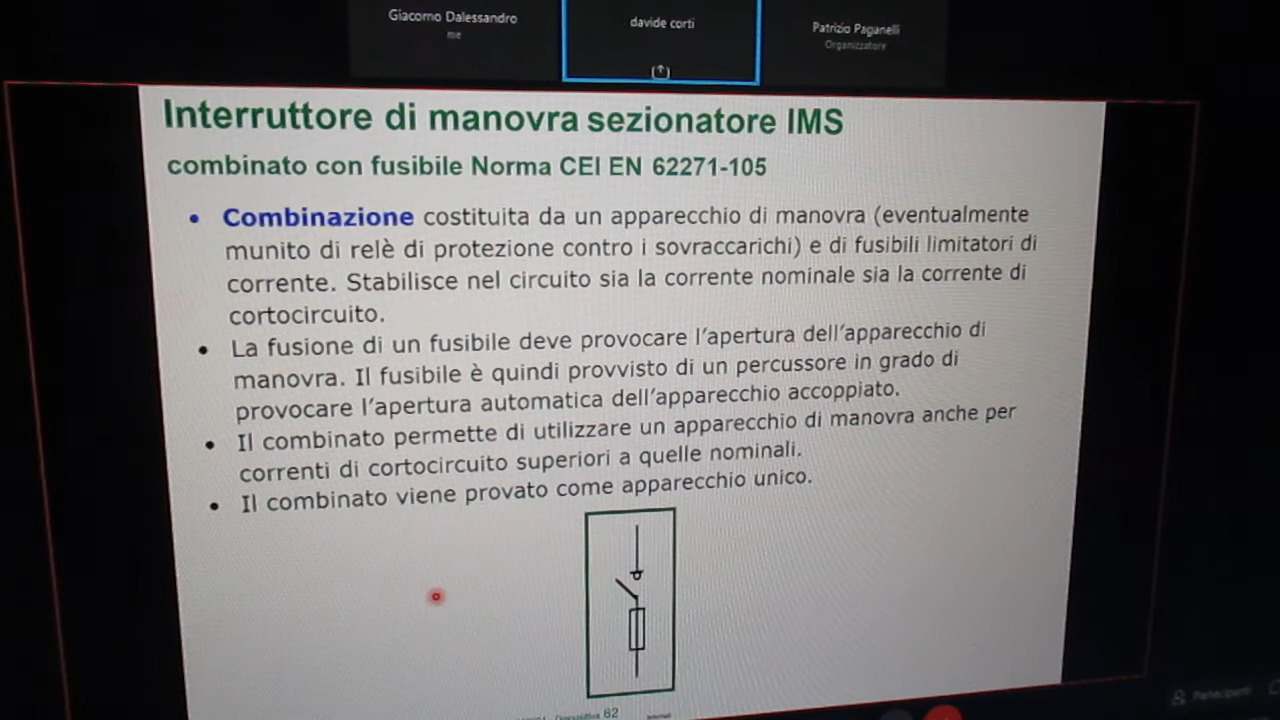 Giacomo Dalessandro
me
davide corti
Patrizio Paganelli
Organizzatore
Interruttore di manovra sezionatore IMS
combinato con fusibile Norma CEI EN 62271-105
• Combinazione costituita da un apparecchio di manovra (eventualmente
munito di relè di protezione contro i sovraccarichi) e di fusibili limitatori di
corrente. Stabilisce nel circuito sia la corrente nominale sia la corrente di
cortocircuito.
• La fusione di un fusibile deve provocare l'apertura dell'apparecchio di
manovra. Il fusibile è quindi provvisto di un percussore in grado di
provocare l'apertura automatica dell'apparecchio accoppiato.
• Il combinato permette di utilizzare un apparecchio di manovra anche per
correnti di cortocircuito superiori a quelle nominali.
• Il combinato viene provato come apparecchio unico.
Diapositiva 62
Partecipanti